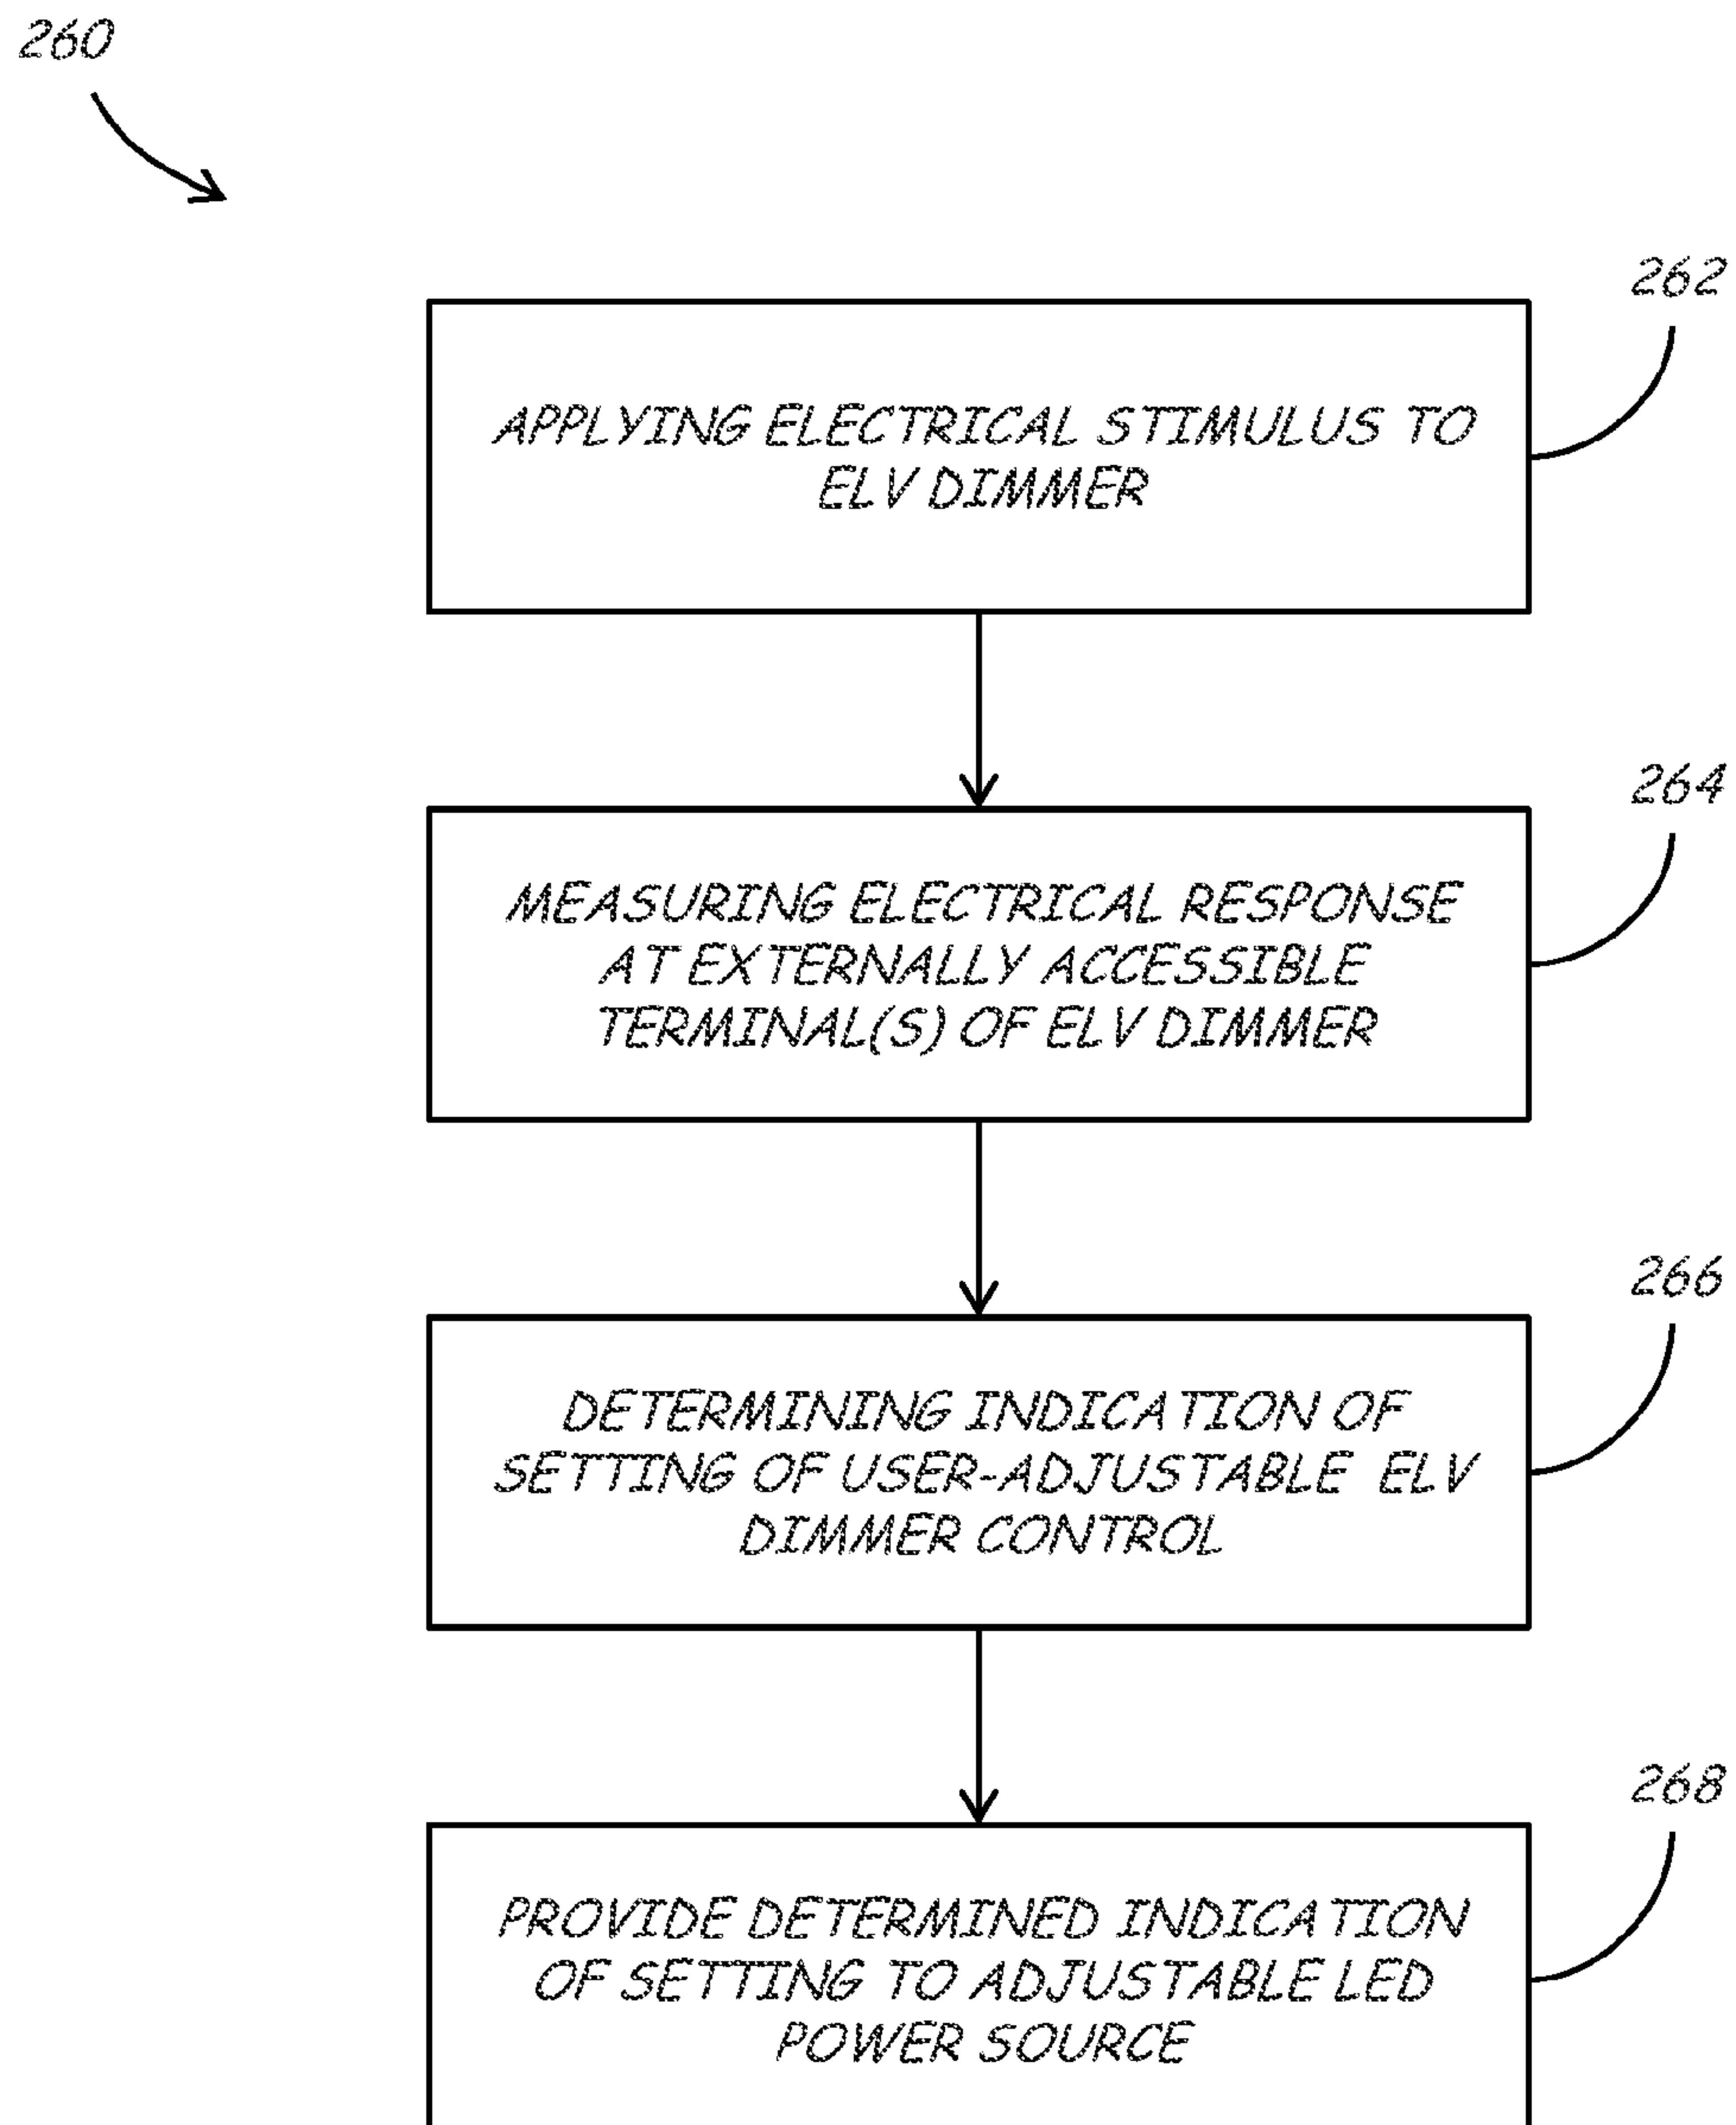 260
262
APPLYING ELECTRICAL STIMULUS TO
ELV DIMMER
264
MEASURING ELECTRICAL RESPONSE
AT EXTERNALLY ACCESSIBLE
TERMINAL(S) OF ELV DIMMER
266
DETERMINING INDICATION OF
SETTING OF USER-ADJUSTABLE ELV
DIMMER CONTROL
268
PROVIDE DETERMINED INDICATION
OF SETTING TO ADJUSTABLE LED
POWER SOURCE